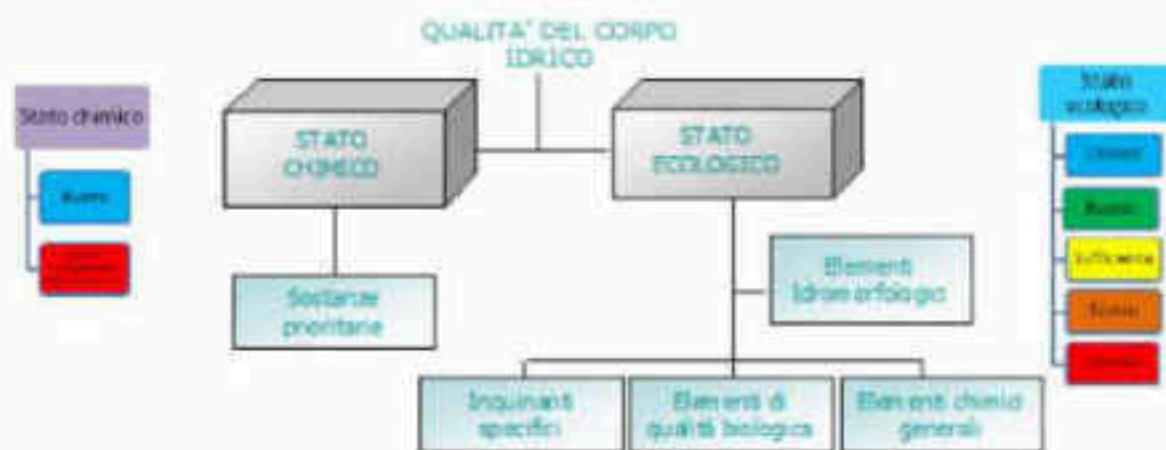 QUALITA' DEL CORPO
IDRICO
Stato chimico
Buono
STATO
CHIMICO
Sostanze
prioritarie
STATO
ECOLOGICO
Elementi
Idromorfologici
Inquinanti
specifici
Elementi di
qualità biologica
Elementi chimici
generali
Stato
ecologico
Buono
Sufficiente